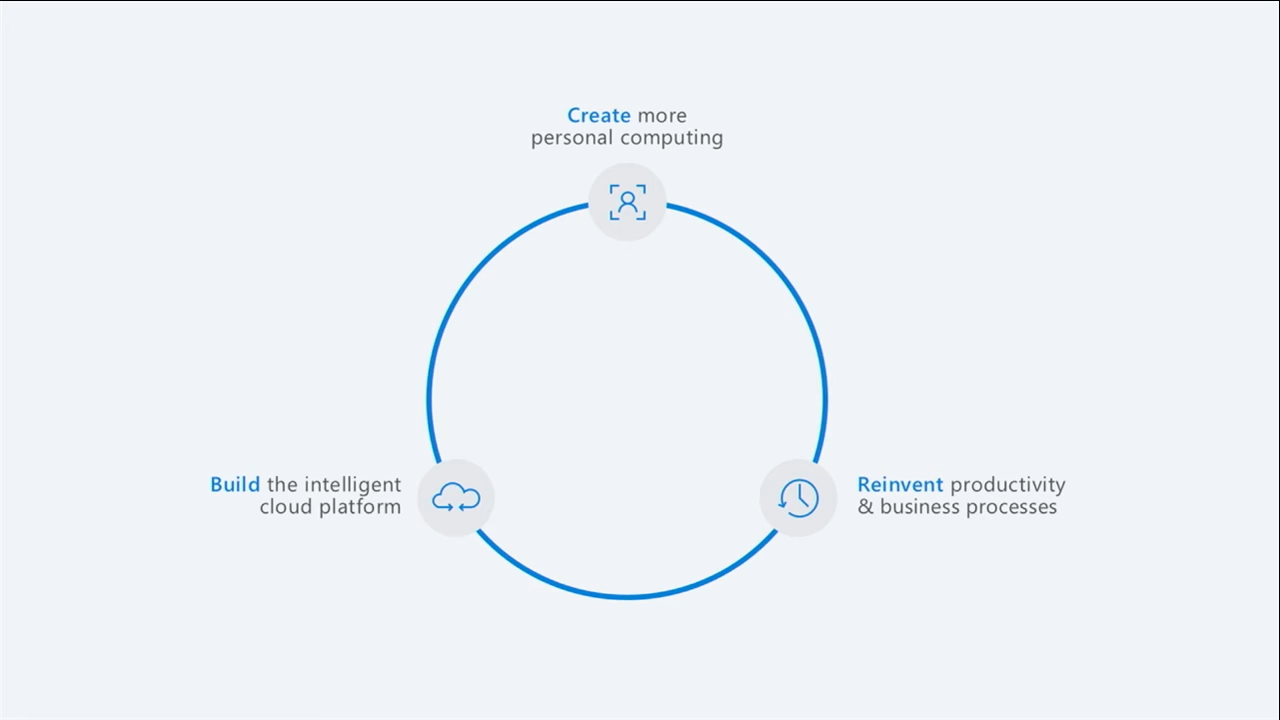 Create more
personal computing
Build the intelligent
cloud platform
Reinvent productivity
& business processes